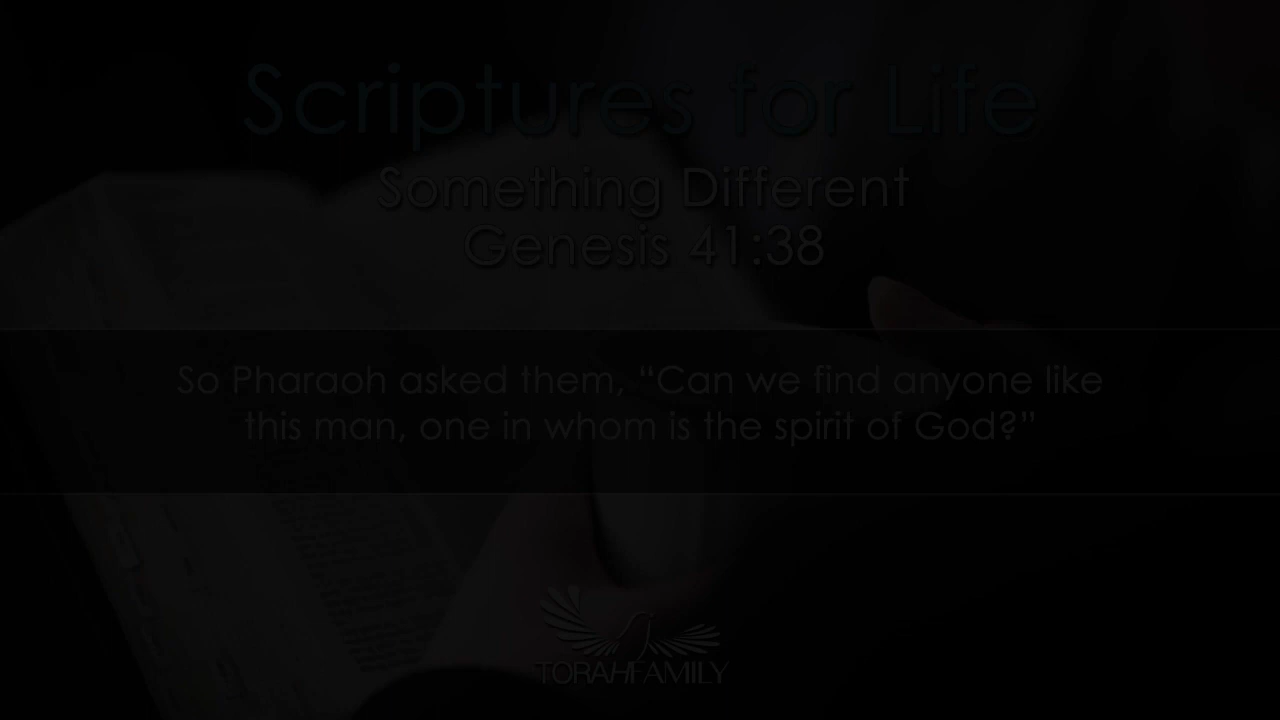 Scriptures for Life
Something Different
Genesis 41:38
So Pharaoh asked them, “Can we find anyone like
this man, one in whom is the spirit of God?”
TORAHFAMILY